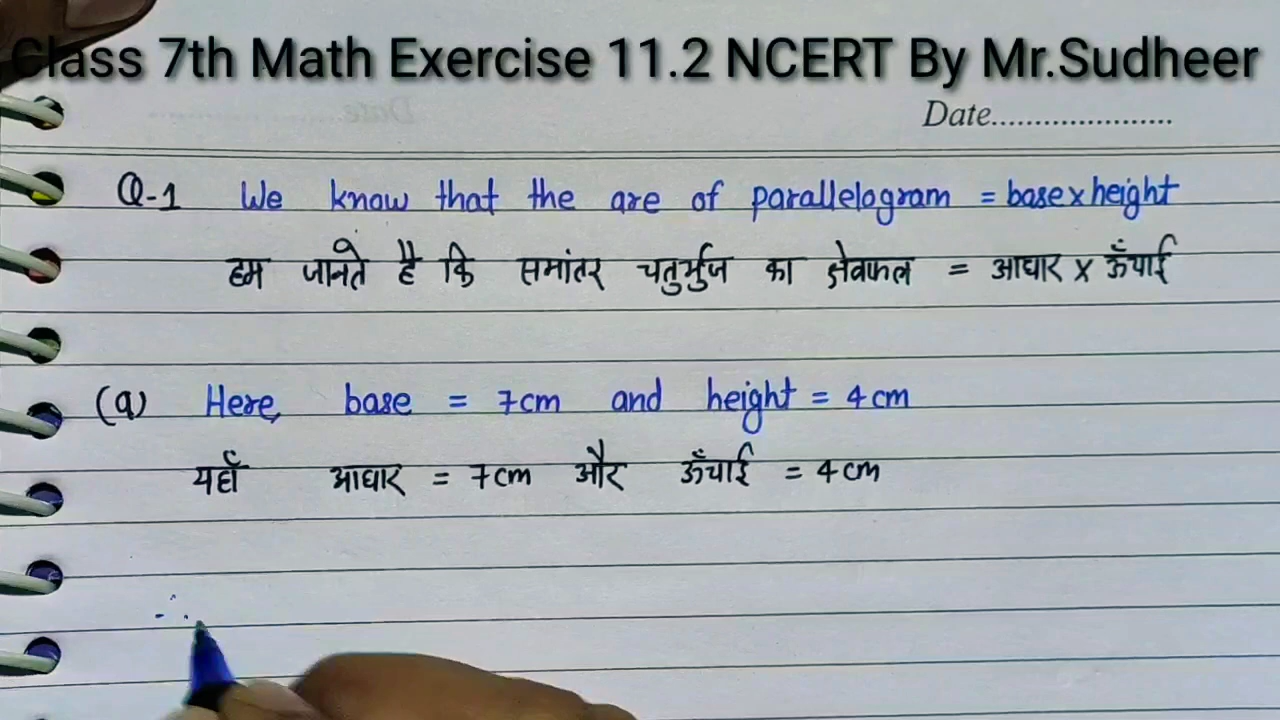 Class 7th Math Exercise 11.2 NCERT By Mr.Sudheer
Date.....................
Q-1 We know that the are of parallelogram = base×height
हम जानते है कि समांतर चतुर्भुज का क्षेत्रफल = आधार × ऊँचाई
(a) Here, base = 7cm and height = 4cm
यहाँ आधार = 7cm और ऊँचाई = 4cm
∴